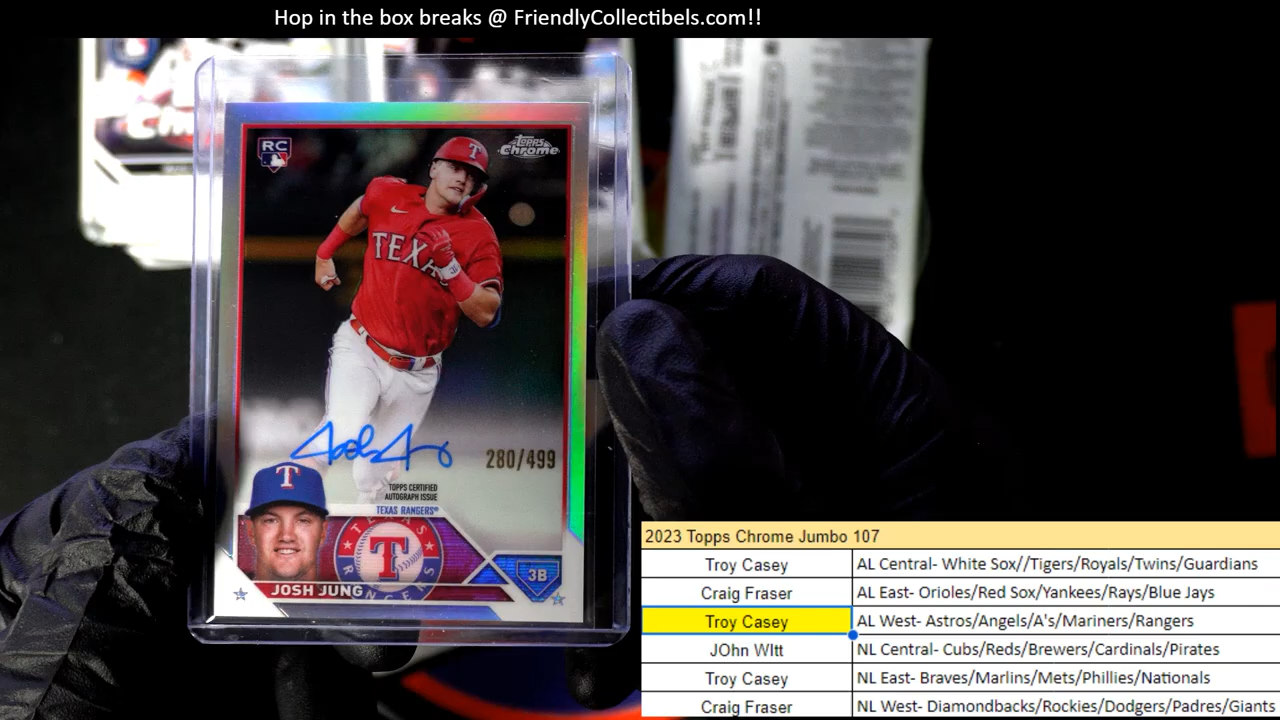 Hop in the box breaks @ FriendlyCollectibels.com!!
RC
Topps
Chrome
T
TEXA
280/499
TOPPS CERTIFIED
AUTOGRAPH ISSUE
TEXAS RANGERS®
T
TEXAS
T
RANGERS
3B
JOSH JUNG
2023 Topps Chrome Jumbo 107
Troy Casey AL Central- White Sox//Tigers/Royals/Twins/Guardians
Craig Fraser AL East- Orioles/Red Sox/Yankees/Rays/Blue Jays
Troy Casey AL West- Astros/Angels/A's/Mariners/Rangers
JOhn WItt NL Central- Cubs/Reds/Brewers/Cardinals/Pirates
Troy Casey NL East- Braves/Marlins/Mets/Phillies/Nationals
Craig Fraser NL West- Diamondbacks/Rockies/Dodgers/Padres/Giants